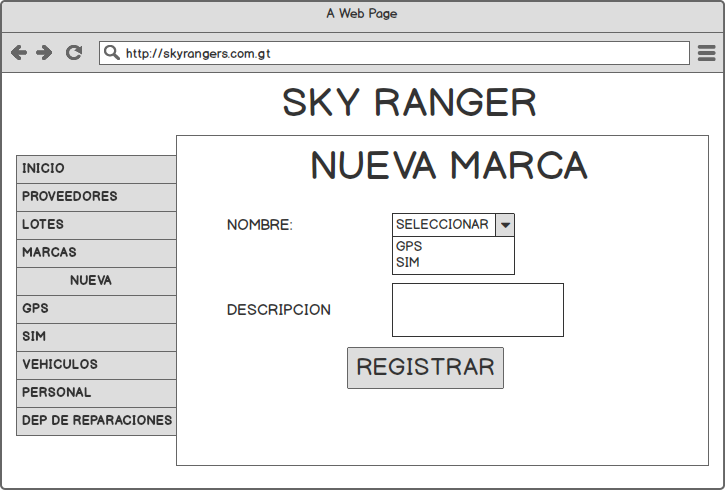 A Web Page
http://skyrangers.com.gt
SKY RANGER
INICIO
PROVEEDORES
LOTES
MARCAS
NUEVA
GPS
SIM
VEHICULOS
PERSONAL
DEP DE REPARACIONES
NUEVA MARCA
NOMBRE:
SELECCIONAR
GPS
SIM
DESCRIPCION
REGISTRAR